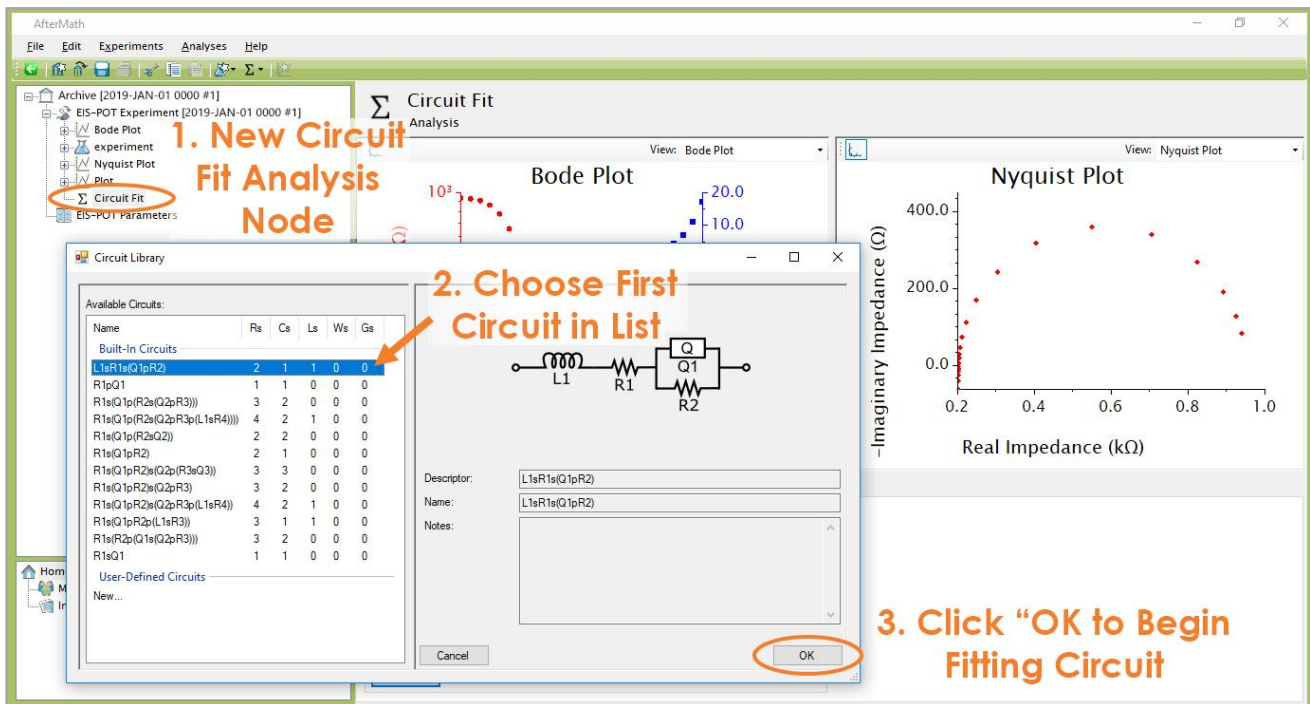 AfterMath
File Edit Experiments Analyses Help
Archive [2019-JAN-01 0000 #1]
EIS-POT Experiment [2019-JAN-01 0000 #1]
Bode Plot
experiment
Nyquist Plot
Plot
Circuit Fit
EIS-POT Parameters
1. New Circuit
Fit Analysis
Node
Σ Circuit Fit
Analysis
View: Bode Plot
Bode Plot
10³
20.0
10.0
View: Nyquist Plot
Nyquist Plot
-Imaginary Impedance (Ω)
400.0
200.0
0.0
0.2 0.4 0.6 0.8 1.0
Real Impedance (kΩ)
Circuit Library
2. Choose First
Circuit in List
Available Circuits:
Name Rs Cs Ls Ws Gs
Built-In Circuits
L1sR1s(Q1pR2) 2 1 1 0 0
R1pQ1 1 1 0 0 0
R1s(Q1p(R2s(Q2pR3))) 3 2 0 0 0
R1s(Q1p(R2s(Q2pR3p(L1sR4)))) 4 2 1 0 0
R1s(Q1p(R2sQ2)) 2 2 0 0 0
R1s(Q1pR2) 2 1 0 0 0
R1s(Q1pR2)s(Q2p(R3sQ3)) 3 3 0 0 0
R1s(Q1pR2)s(Q2pR3) 3 2 0 0 0
R1s(Q1pR2)s(Q2pR3p(L1sR4)) 4 2 1 0 0
R1s(Q1pR2p(L1sR3)) 3 1 1 0 0
R1s(R2p(Q1s(Q2pR3))) 3 2 0 0 0
R1sQ1 1 1 0 0 0
User-Defined Circuits
New...
L1
R1
Q
Q1
R2
Descriptor: L1sR1s(Q1pR2)
Name: L1sR1s(Q1pR2)
Notes:
Cancel
OK
3. Click “OK to Begin
Fitting Circuit